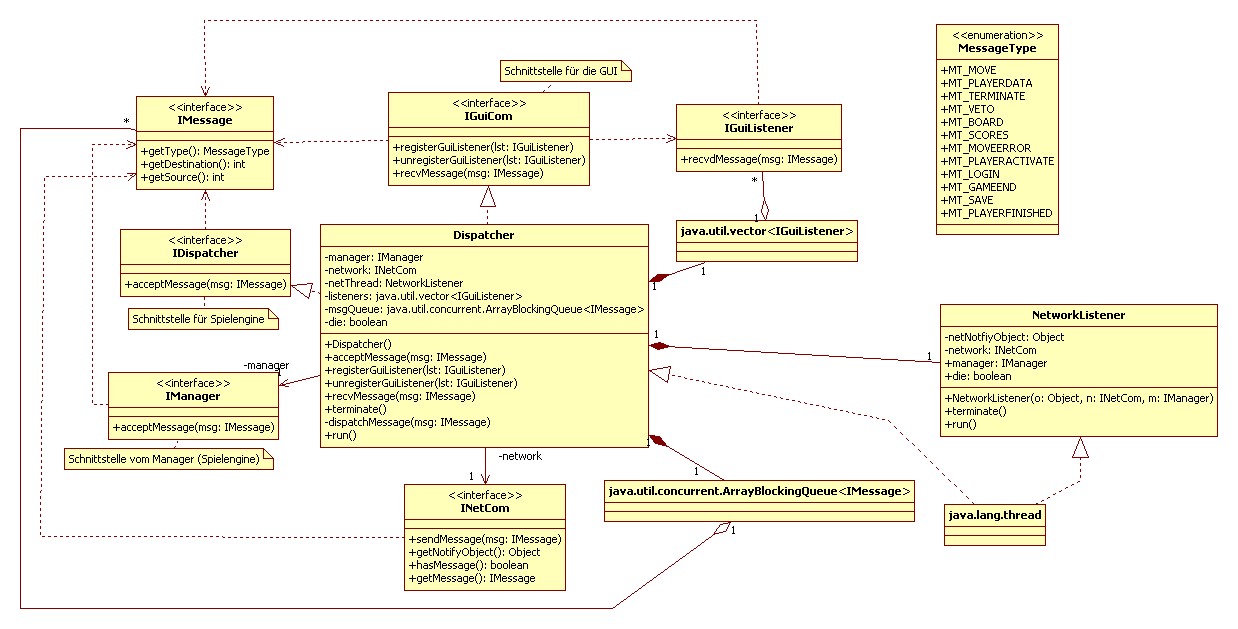 <<enumeration>>
MessageType
+MT_MOVE
+MT_PLAYERDATA
+MT_TERMINATE
+MT_VETO
+MT_BOARD
+MT_SCORES
+MT_MOVEERROR
+MT_PLAYERACTIVATE
+MT_LOGIN
+MT_GAMEEND
+MT_SAVE
+MT_PLAYERFINISHED
Schnittstelle für die GUI
<<interface>>
IMessage
+getType(): MessageType
+getDestination(): int
+getSource(): int
*
<<interface>>
IGuiCom
+registerGuiListener(lst: IGuiListener)
+unregisterGuiListener(lst: IGuiListener)
+recvMessage(msg: IMessage)
<<interface>>
IGuiListener
+recvdMessage(msg: IMessage)
*
1
java.util.vector<IGuiListener>
1
1
<<interface>>
IDispatcher
+acceptMessage(msg: IMessage)
Schnittstelle für Spielengine
Dispatcher
-manager: IManager
-network: INetCom
-netThread: NetworkListener
-listeners: java.util.vector<IGuiListener>
-msgQueue: java.util.concurrent.ArrayBlockingQueue<IMessage>
-die: boolean
+Dispatcher()
+acceptMessage(msg: IMessage)
+registerGuiListener(lst: IGuiListener)
+unregisterGuiListener(lst: IGuiListener)
+recvMessage(msg: IMessage)
+terminate()
-dispatchMessage(msg: IMessage)
+run()
1
1
NetworkListener
-netNotfiyObject: Object
-network: INetCom
+manager: IManager
+die: boolean
+NetworkListener(o: Object, n: INetCom, m: IManager)
+terminate()
+run()
-manager
1
<<interface>>
IManager
+acceptMessage(msg: IMessage)
Schnittstelle vom Manager (Spielengine)
-network
1
<<interface>>
INetCom
+sendMessage(msg: IMessage)
+getNotifyObject(): Object
+hasMessage(): boolean
+getMessage(): IMessage
1
1
java.util.concurrent.ArrayBlockingQueue<IMessage>
1
java.lang.thread